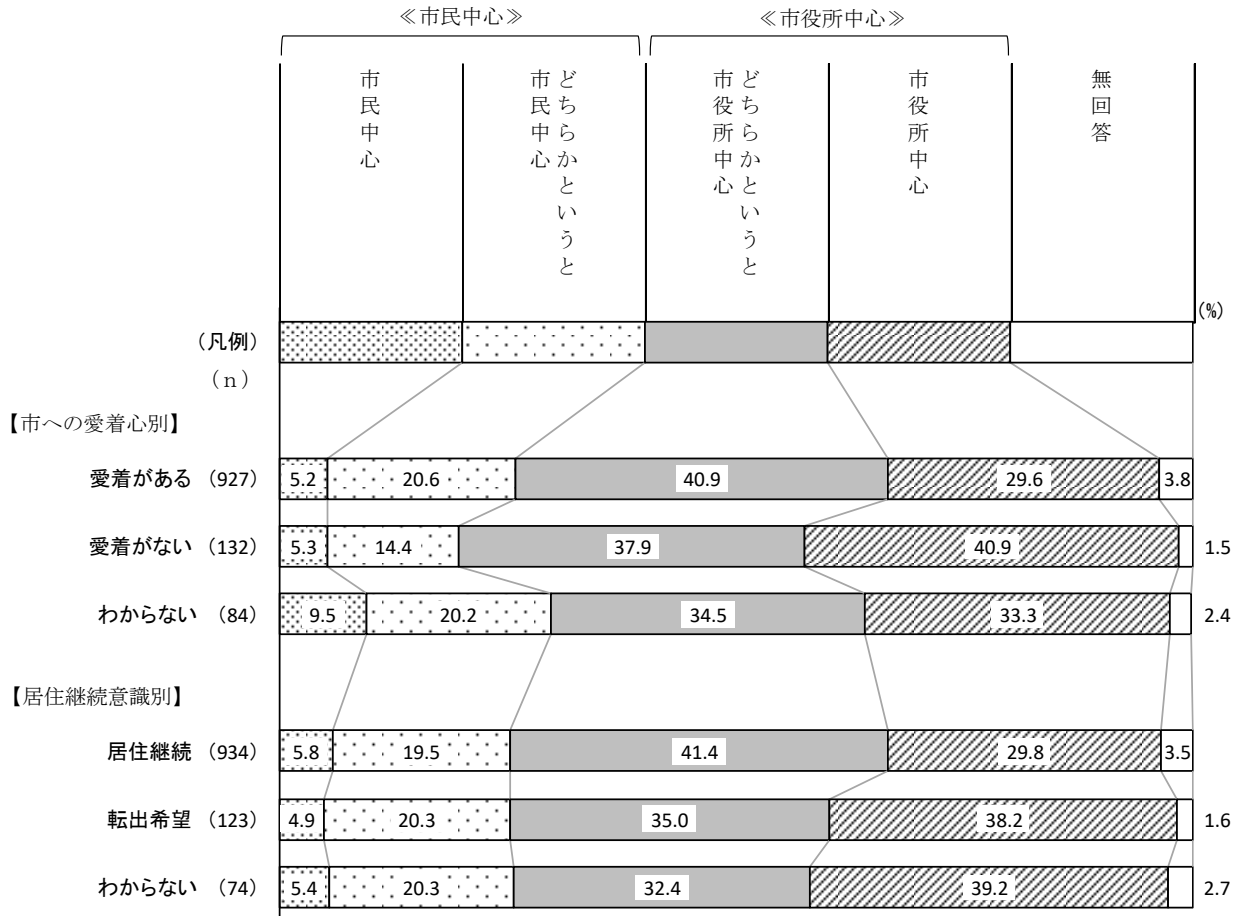 ≪市民中心≫
≪市役所中心≫
市民中心
どちらかというと
市民中心
どちらかというと
市役所中心
市役所中心
無回答
(%)
(凡例)
(n)
【市への愛着心別】
愛着がある (927) 5.2 20.6 40.9 29.6 3.8
愛着がない (132) 5.3 14.4 37.9 40.9 1.5
わからない (84) 9.5 20.2 34.5 33.3 2.4
【居住継続意識別】
居住継続 (934) 5.8 19.5 41.4 29.8 3.5
転出希望 (123) 4.9 20.3 35.0 38.2 1.6
わからない (74) 5.4 20.3 32.4 39.2 2.7